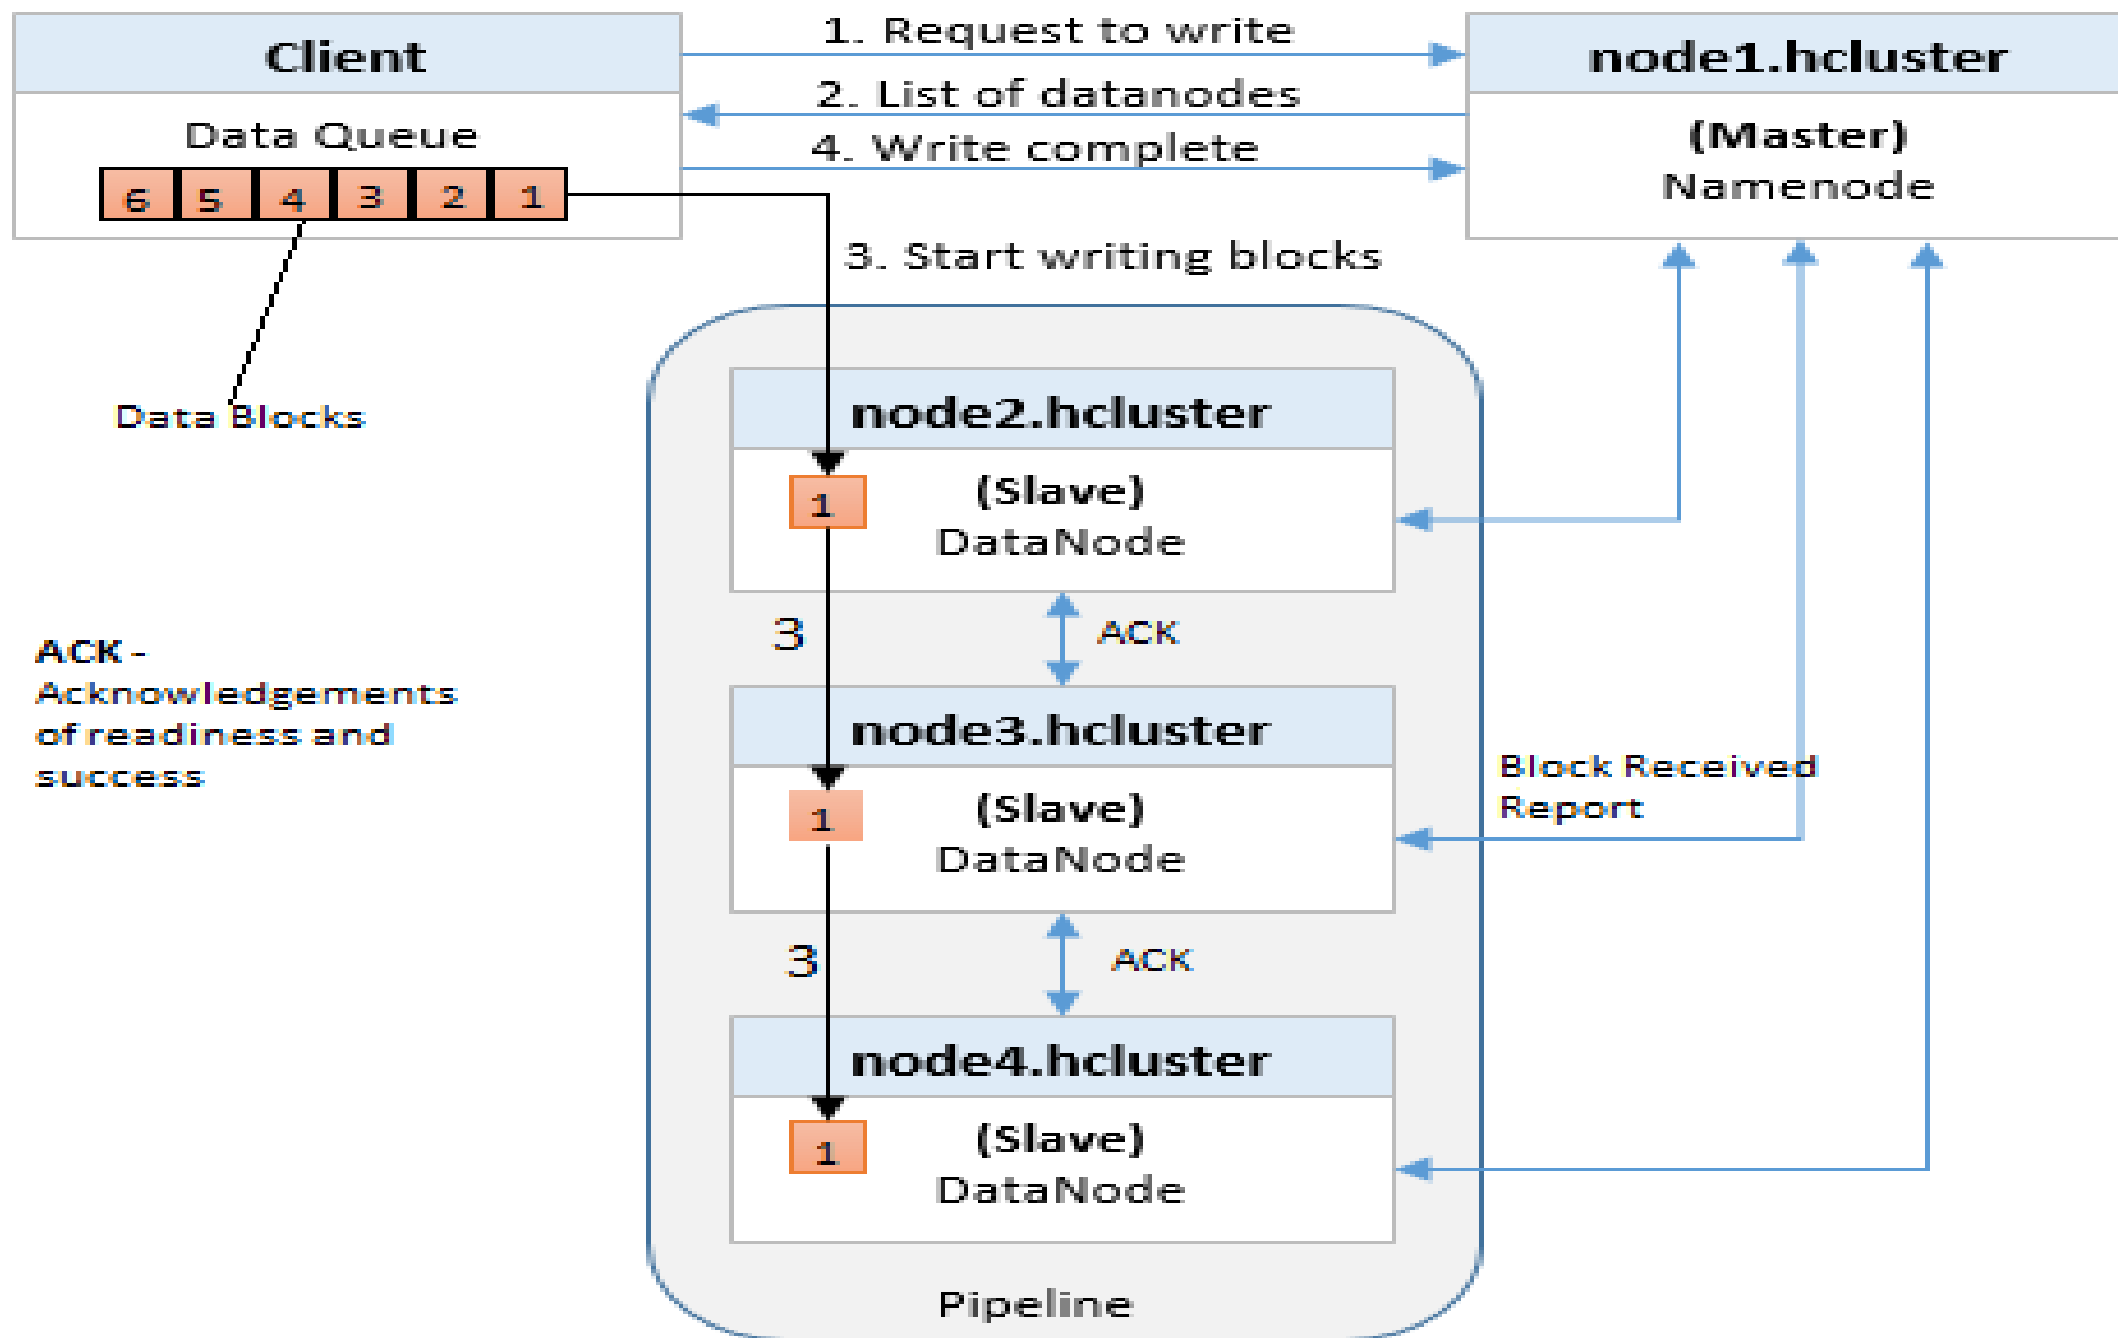 Client
Data Queue
6 5 4 3 2 1
Data Blocks
1. Request to write
2. List of datanodes
4. Write complete
node1.hcluster
(Master)
Namenode
3. Start writing blocks
node2.hcluster
1
(Slave)
DataNode
3
ACK
ACK -
Acknowledgements
of readiness and
success
node3.hcluster
1
(Slave)
DataNode
Block Received
Report
3
ACK
node4.hcluster
1
(Slave)
DataNode
Pipeline